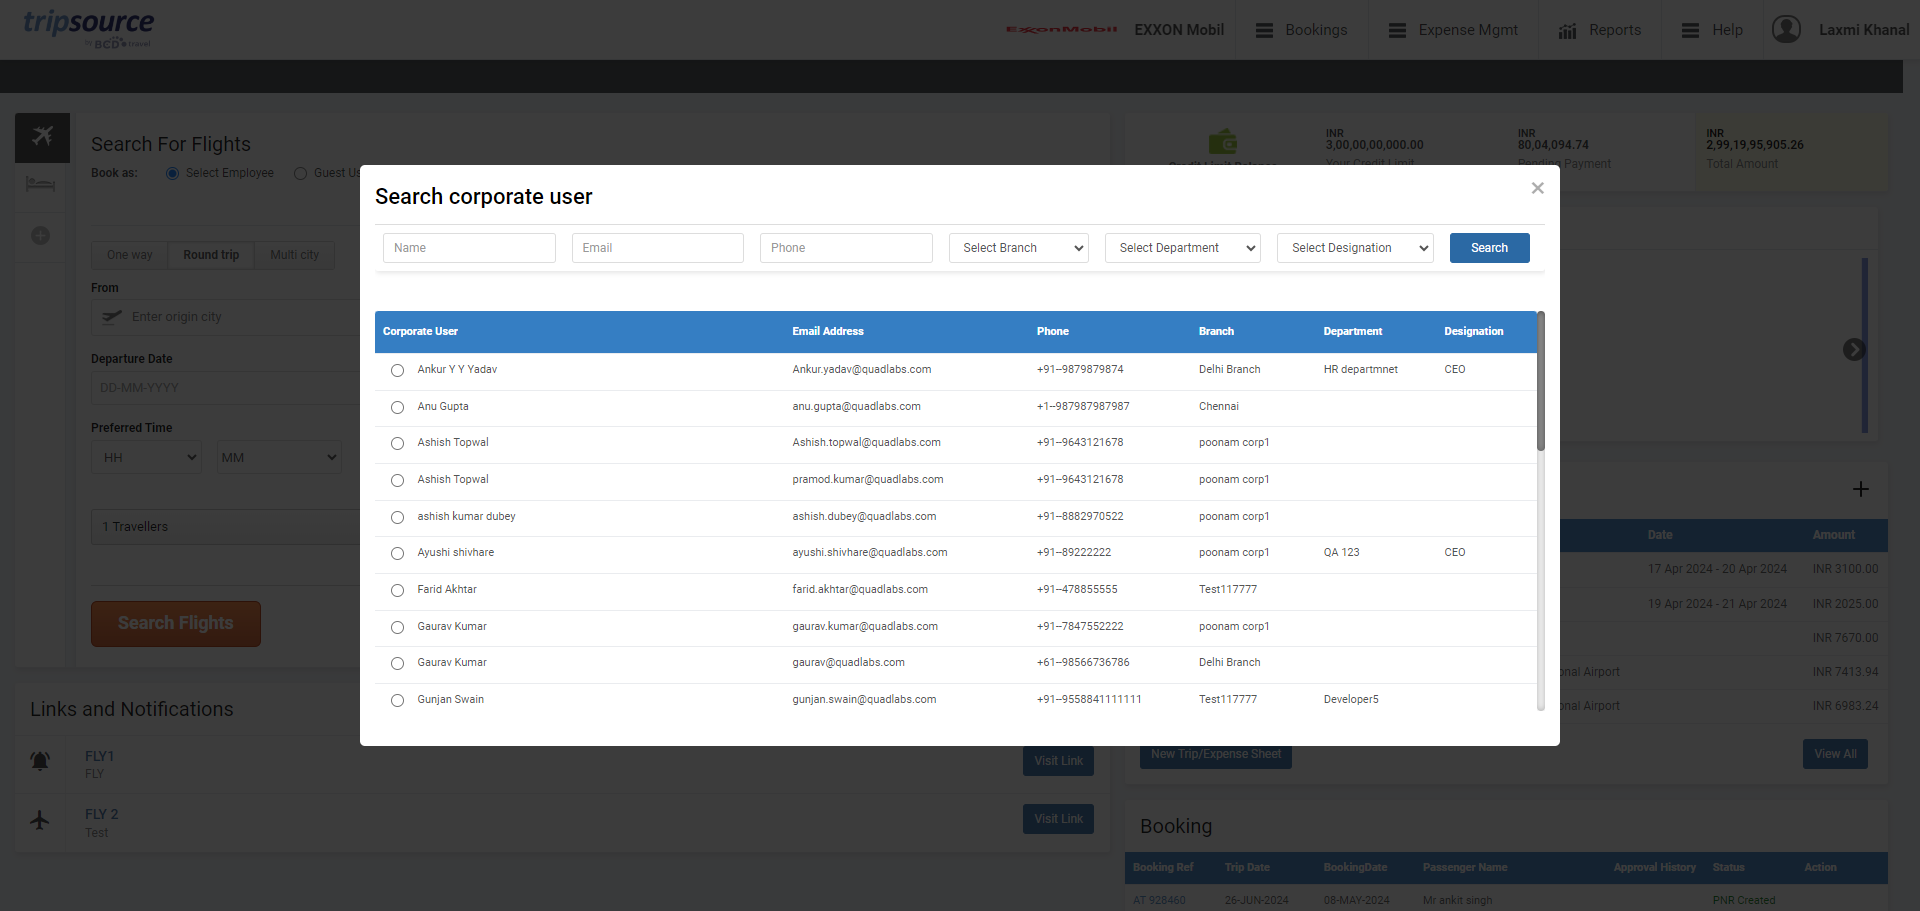 tripsource
by BCD travel
ExxonMobil EXXON Mobil Bookings Expense Mgmt Reports Help Laxmi Khanal
Search For Flights
Book as: Select Employee Guest Us
One way Round trip Multi city
From
Enter origin city
Departure Date
DD-MM-YYYY
Preferred Time
HH MM
1 Travellers
Search Flights
Links and Notifications
FLY1
FLY
Visit Link
FLY 2
Test
Visit Link
Credit Limit Balance
INR
3,00,00,00,000.00
Your Credit Limit
INR
80,04,094.74
Pending Payment
INR
2,99,19,95,905.26
Total Amount
Search corporate user ×
Name Email Phone Select Branch Select Department Select Designation Search
Corporate User Email Address Phone Branch Department Designation
Ankur Y Y Yadav Ankur.yadav@quadlabs.com +91--9879879874 Delhi Branch HR departmnet CEO
Anu Gupta anu.gupta@quadlabs.com +1--987987987987 Chennai
Ashish Topwal Ashish.topwal@quadlabs.com +91--9643121678 poonam corp1
Ashish Topwal pramod.kumar@quadlabs.com +91--9643121678 poonam corp1
ashish kumar dubey ashish.dubey@quadlabs.com +91--8882970522 poonam corp1
Ayushi shivhare ayushi.shivhare@quadlabs.com +91--89222222 poonam corp1 QA 123 CEO
Farid Akhtar farid.akhtar@quadlabs.com +91--478855555 Test117777
Gaurav Kumar gaurav.kumar@quadlabs.com +91--7847552222 poonam corp1
Gaurav Kumar gaurav@quadlabs.com +61--98566736786 Delhi Branch
Gunjan Swain gunjan.swain@quadlabs.com +91--9558841111111 Test117777 Developer5
Date Amount
17 Apr 2024 - 20 Apr 2024 INR 3100.00
19 Apr 2024 - 21 Apr 2024 INR 2025.00
INR 7670.00
onal Airport INR 7413.94
onal Airport INR 6983.24
New Trip/Expense Sheet View All
Booking
Booking Ref Trip Date BookingDate Passenger Name Approval History Status Action
AT 928460 26-JUN-2024 08-MAY-2024 Mr ankit singh PNR Created